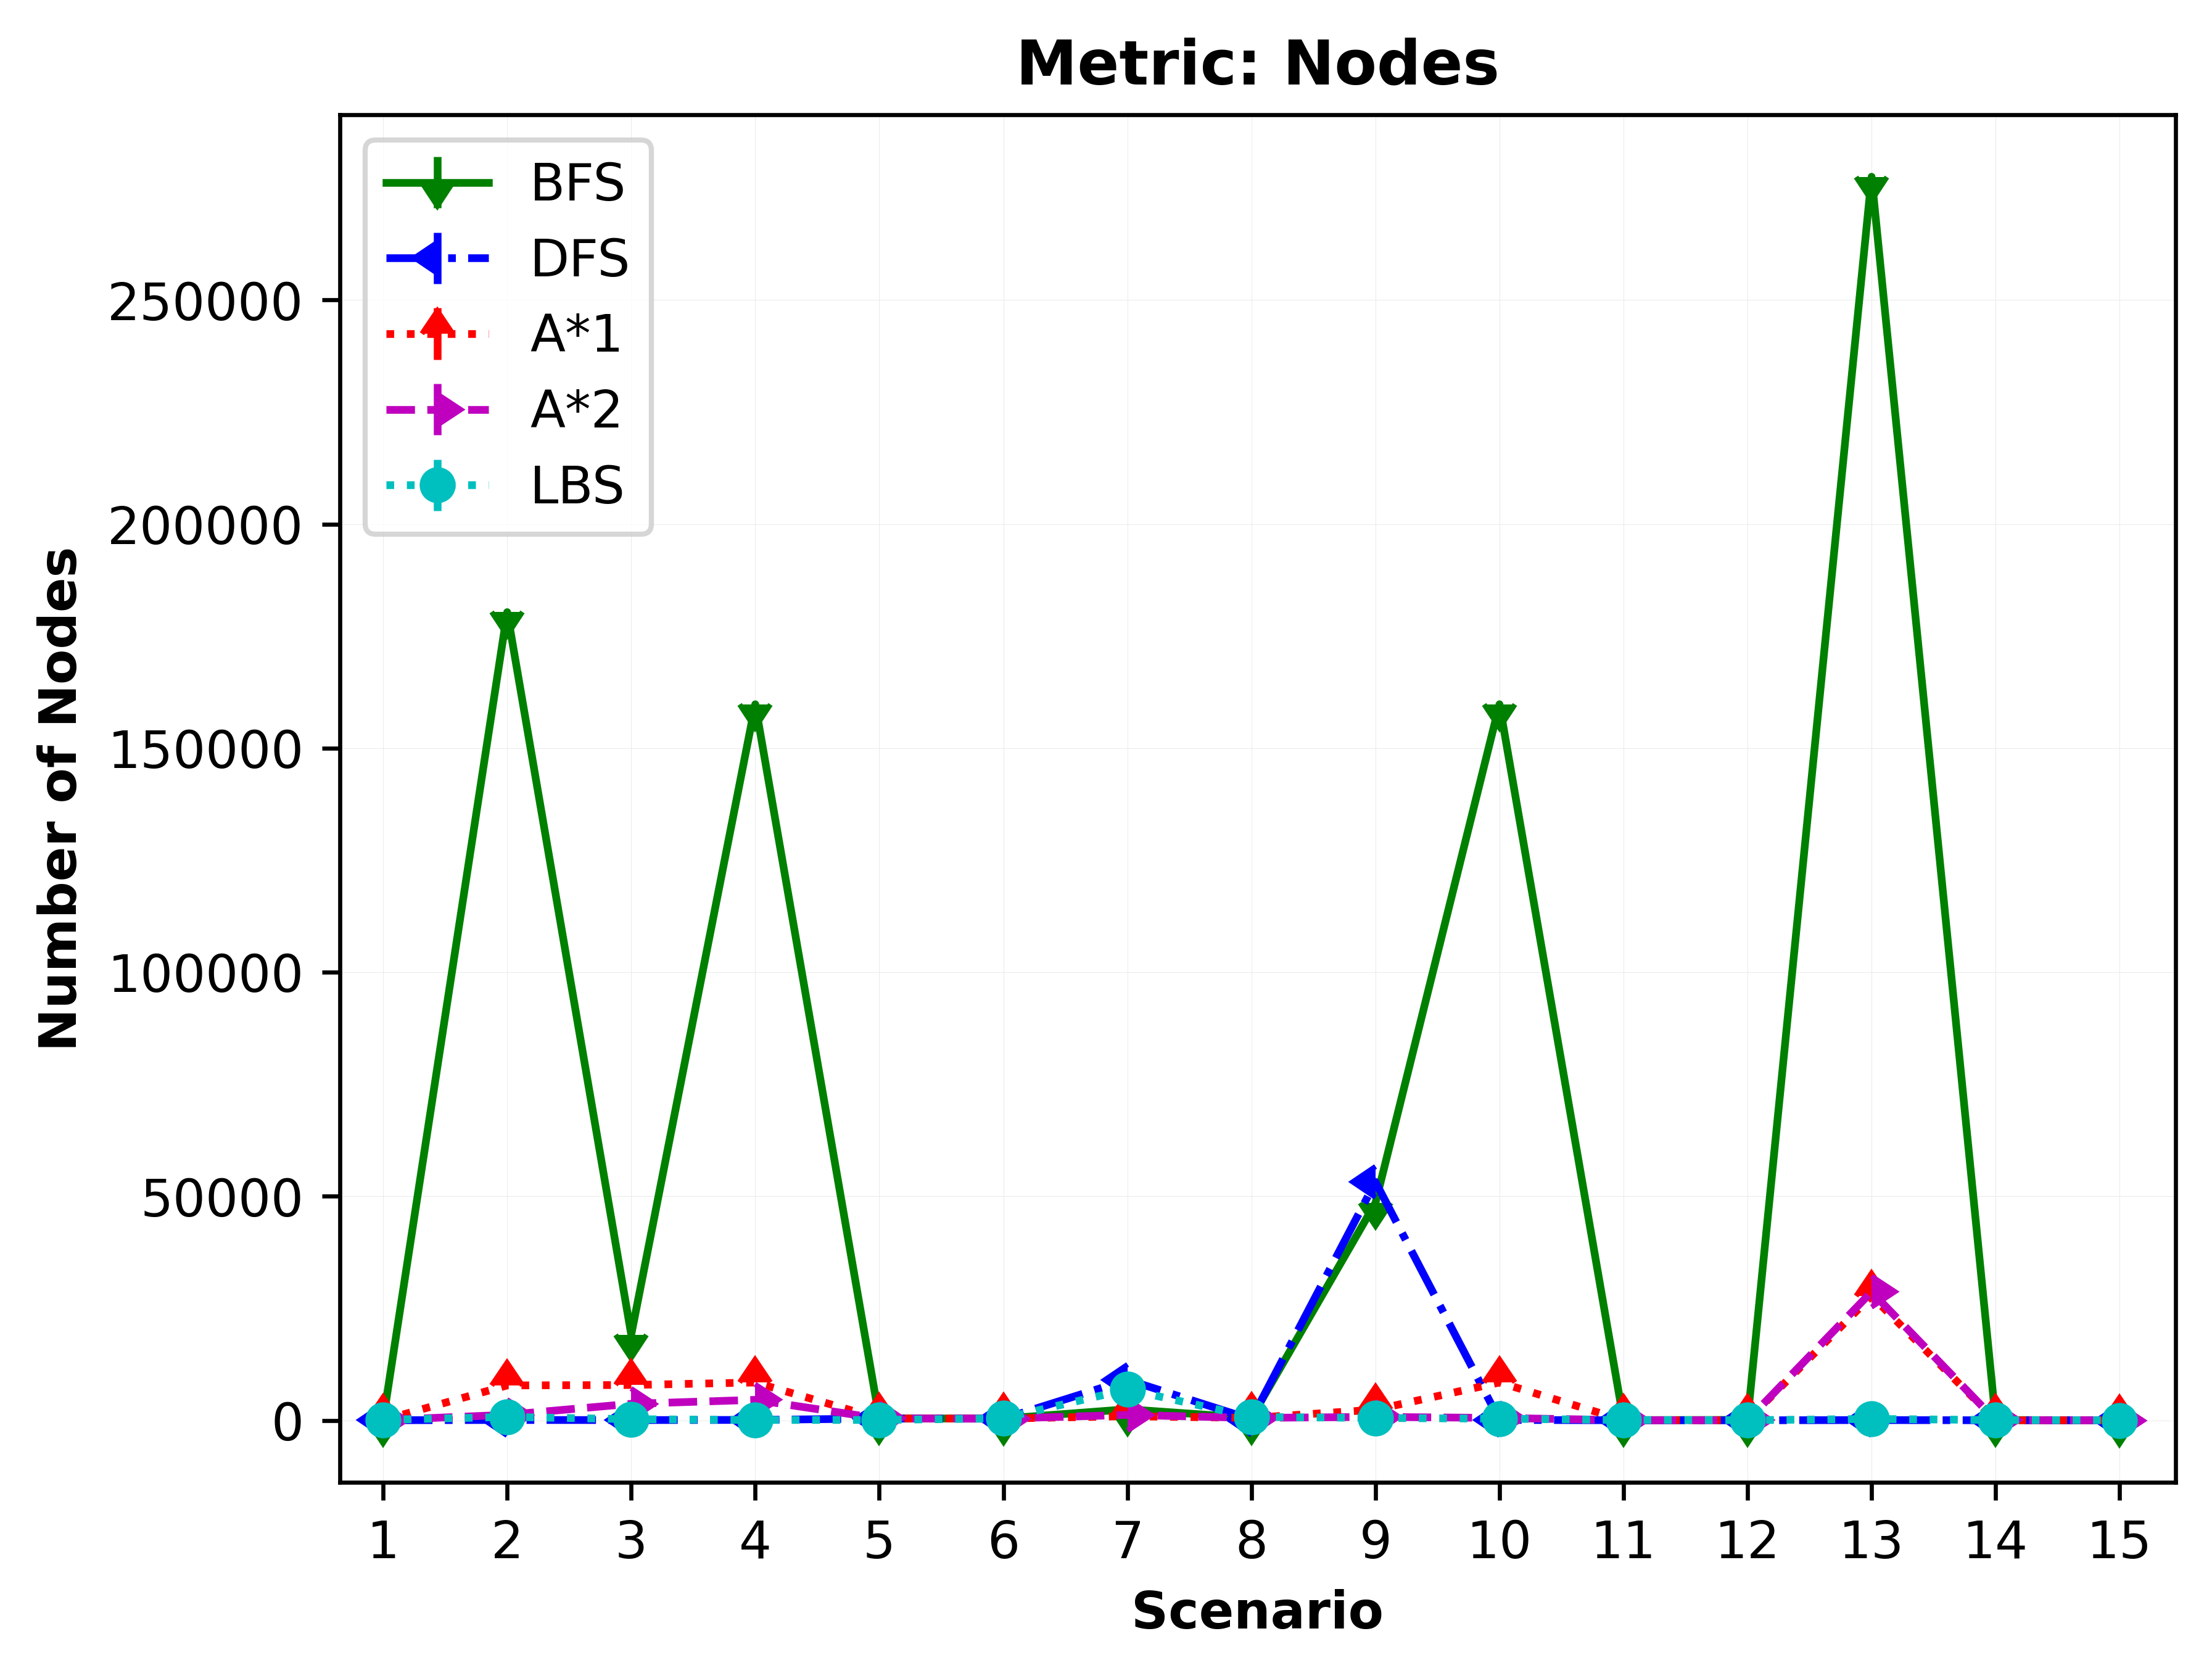 Metric: Nodes
BFS
DFS
A*1
A*2
LBS
Number of Nodes
250000
200000
150000
100000
50000
0
1 2 3 4 5 6 7 8 9 10 11 12 13 14 15
Scenario